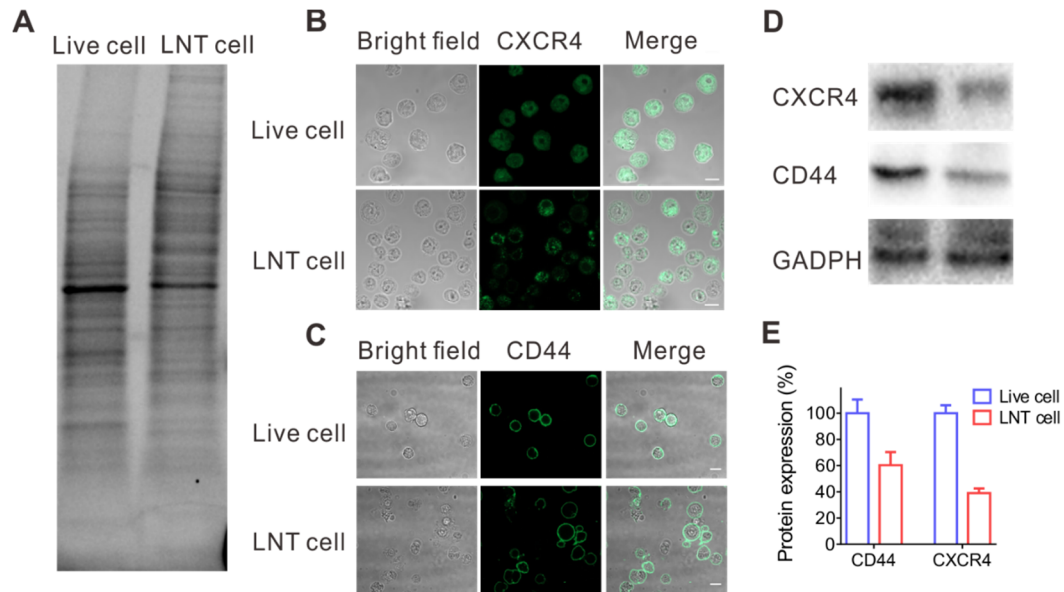 A
Live cell LNT cell
B
Bright field CXCR4 Merge
Live cell
LNT cell
C
Bright field CD44 Merge
Live cell
LNT cell
D
CXCR4
CD44
GADPH
E
Protein expression (%)
100
80
60
40
20
0
CD44 CXCR4
Live cell
LNT cell